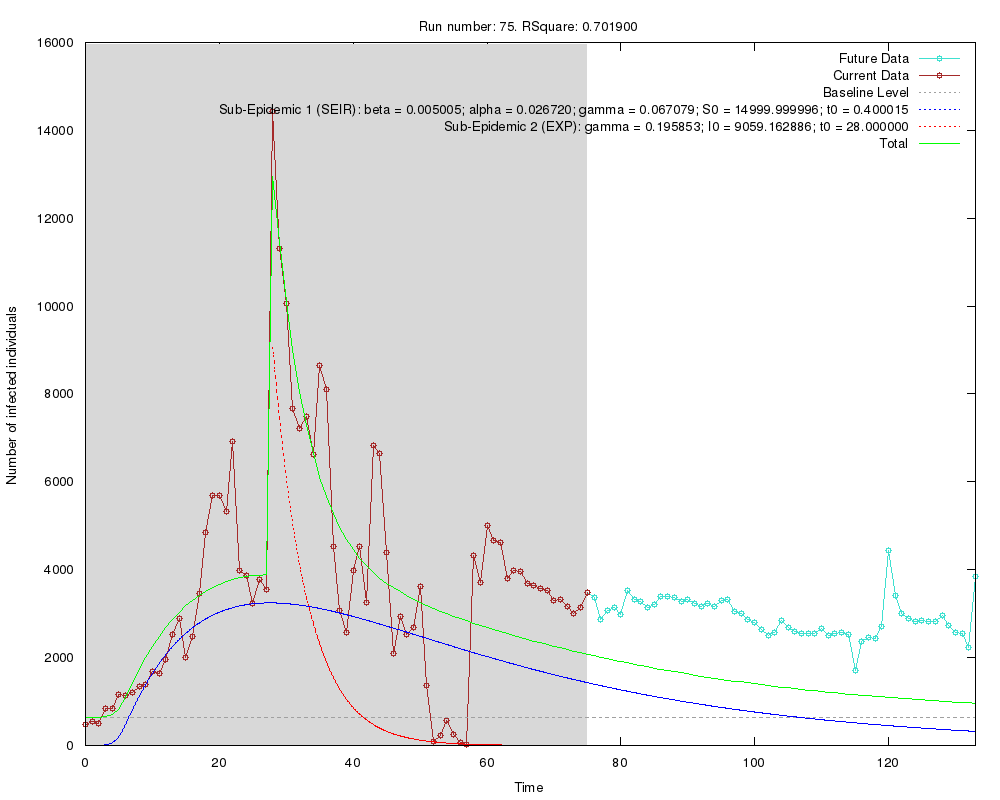 Run number: 75. RSquare: 0.701900
Future Data
Current Data
Baseline Level
Sub-Epidemic 1 (SEIR): beta = 0.005005; alpha = 0.026720; gamma = 0.067079; S0 = 14999.999996; t0 = 0.400015
Sub-Epidemic 2 (EXP): gamma = 0.195853; I0 = 9059.162886; t0 = 28.000000
Total
Number of infected individuals
16000
14000
12000
10000
8000
6000
4000
2000
0
0 20 40 60 80 100 120
Time